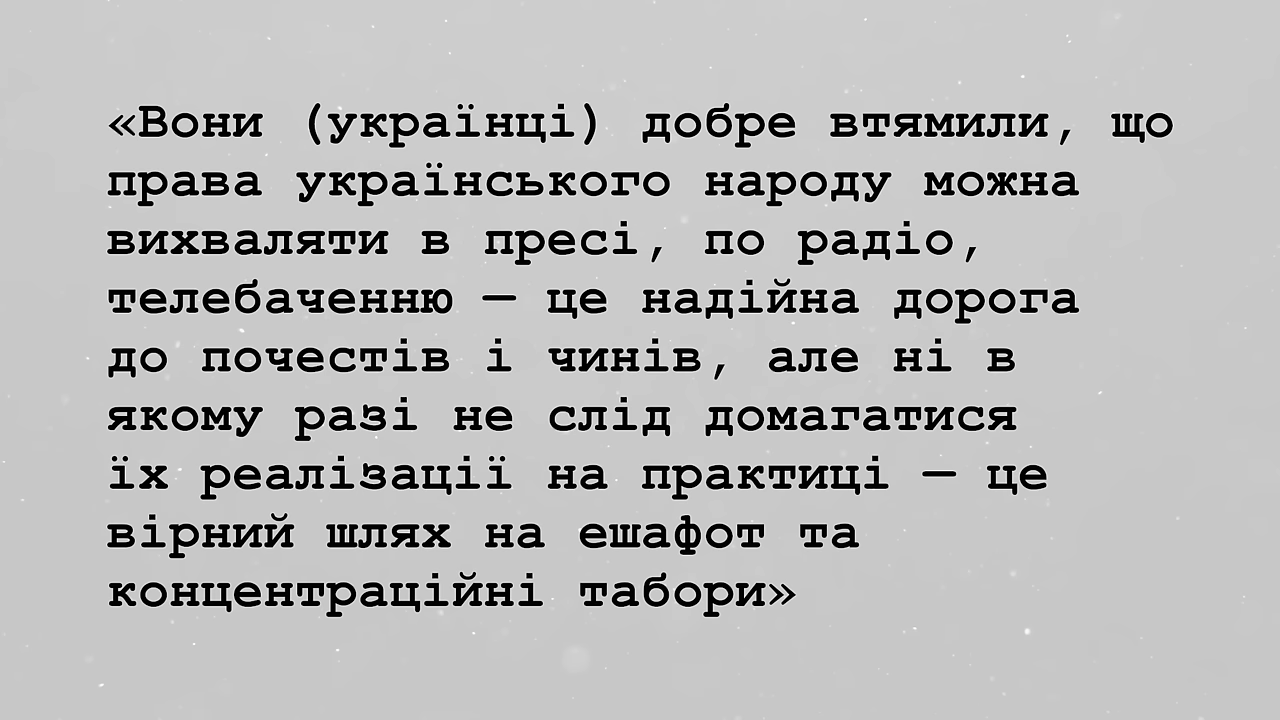 «Вони (українці) добре втямили, що
права українського народу можна
вихваляти в пресі, по радіо,
телебаченню — це надійна дорога
до почестів і чинів, але ні в
якому разі не слід домагатися
їх реалізації на практиці — це
вірний шлях на ешафот та
концентраційні табори»